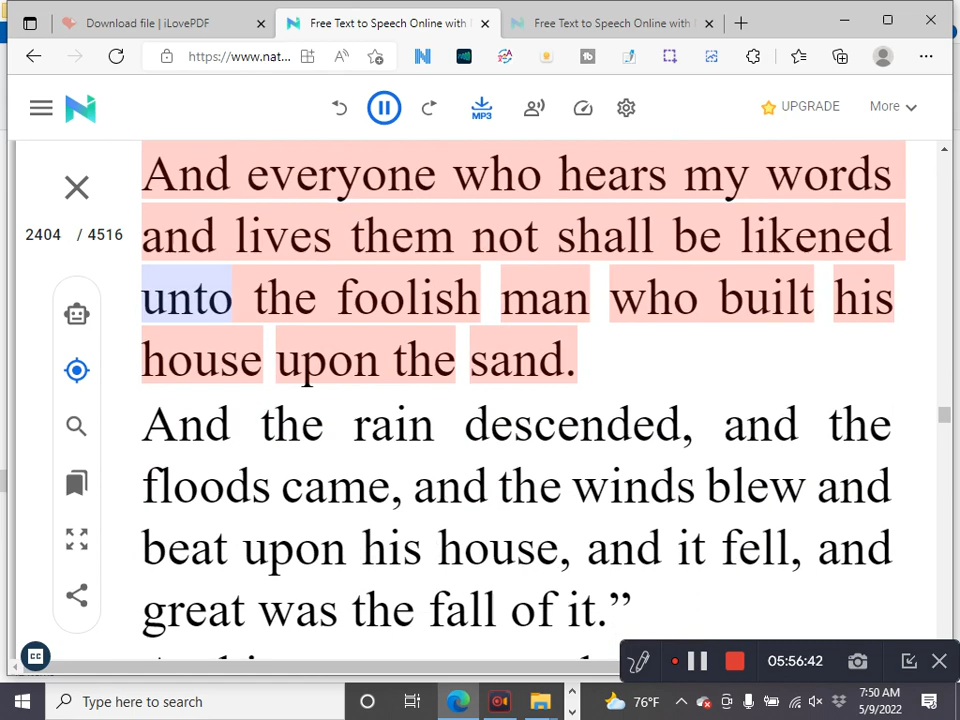 Download file | iLovePDF
Free Text to Speech Online with
Free Text to Speech Online with
https://www.nat...
MP3
UPGRADE
More
And everyone who hears my words
and lives them not shall be likened
unto the foolish man who built his
house upon the sand.
And the rain descended, and the
floods came, and the winds blew and
beat upon his house, and it fell, and
great was the fall of it.”
2404 / 4516
CC
05:56:42
Type here to search
76°F
7:50 AM
5/9/2022